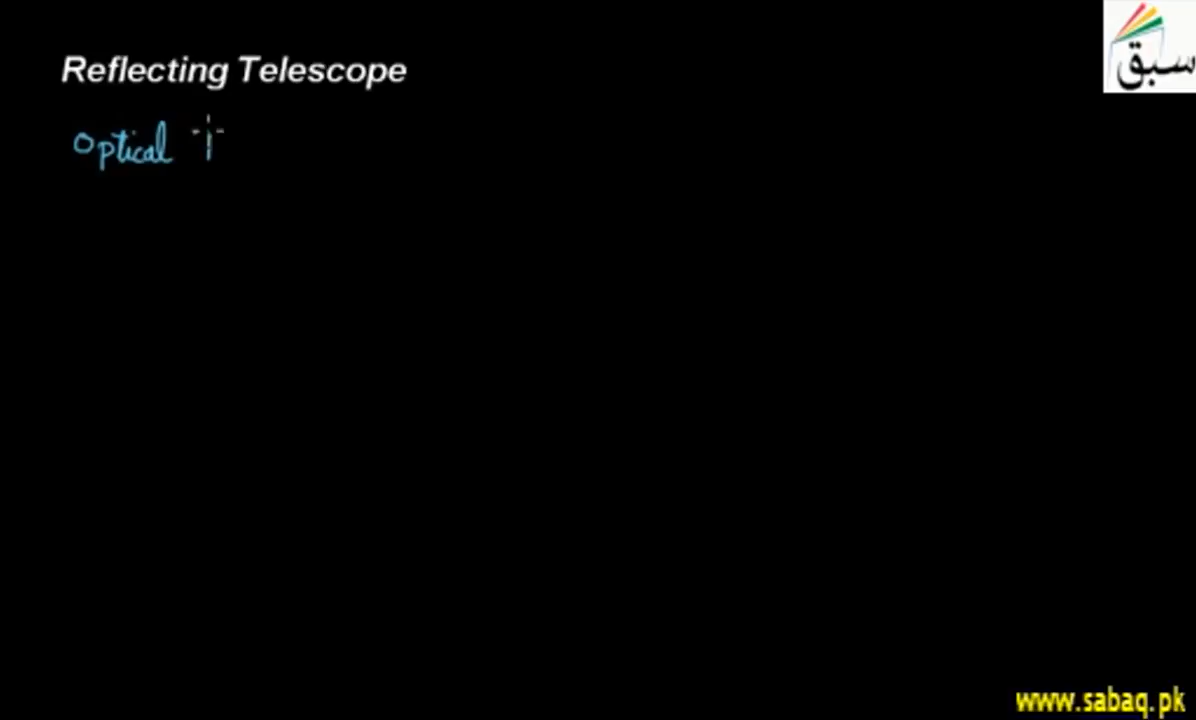 سبق
Reflecting Telescope
Optical
www.sabaq.pk